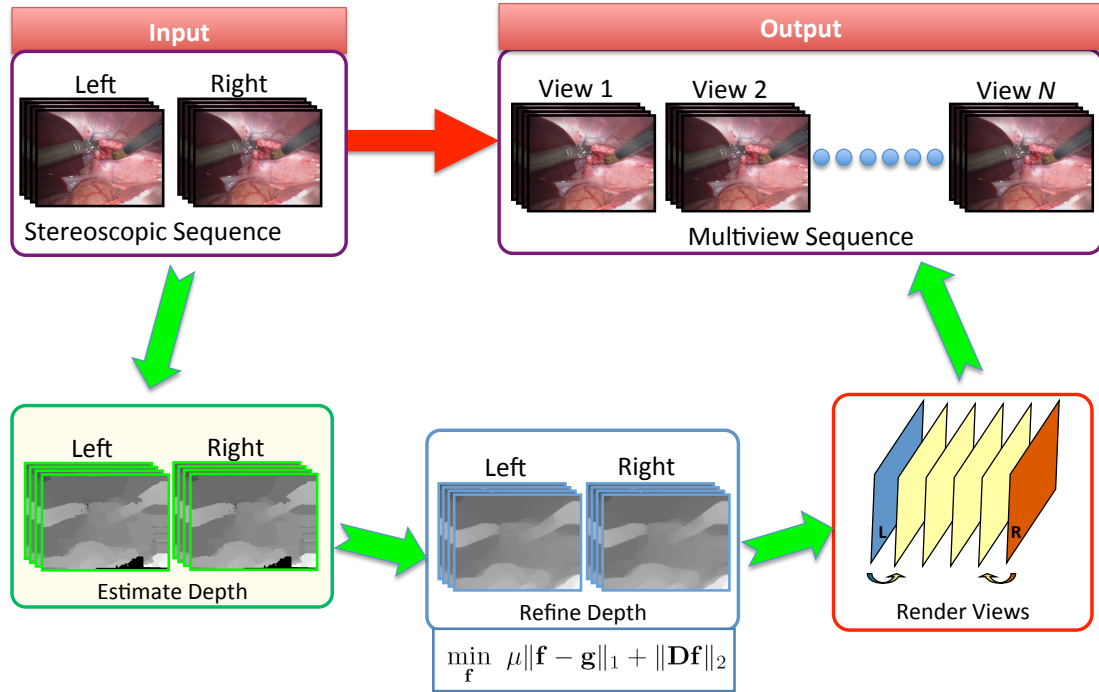 Input
Output
Left
Right
Stereoscopic Sequence
View 1
View 2
View N
Multiview Sequence
Left
Right
Estimate Depth
Left
Right
Refine Depth
min_f μ‖f − g‖₁ + ‖Df‖₂
L
R
Render Views